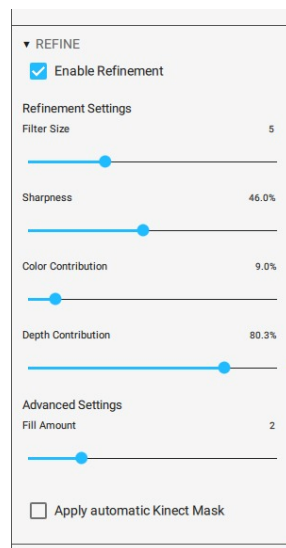 REFINE
Enable Refinement
Refinement Settings
Filter Size 5
Sharpness 46.0%
Color Contribution 9.0%
Depth Contribution 80.3%
Advanced Settings
Fill Amount 2
Apply automatic Kinect Mask